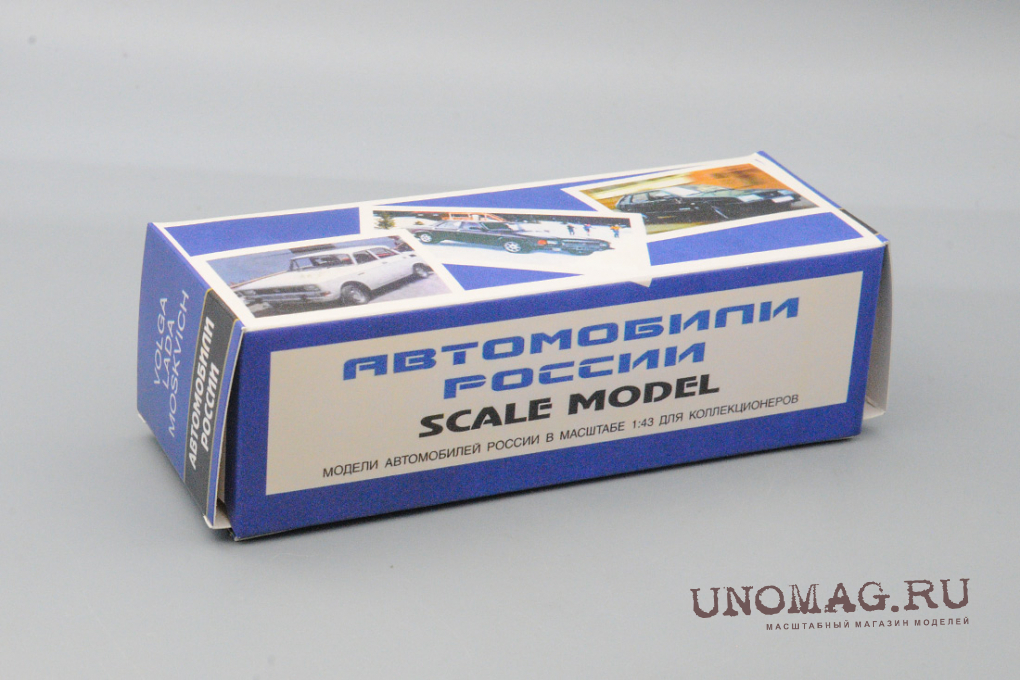 VOLGA
LADA
MOSKVICH
АВТОМОБИЛИ
РОССИИ
АВТОМОБИЛИ
РОССИИ
SCALE MODEL
МОДЕЛИ АВТОМОБИЛЕЙ РОССИИ В МАСШТАБЕ 1:43 ДЛЯ КОЛЛЕКЦИОНЕРОВ
UNOMAG.RU
МАСШТАБНЫЙ МАГАЗИН МОДЕЛЕЙ